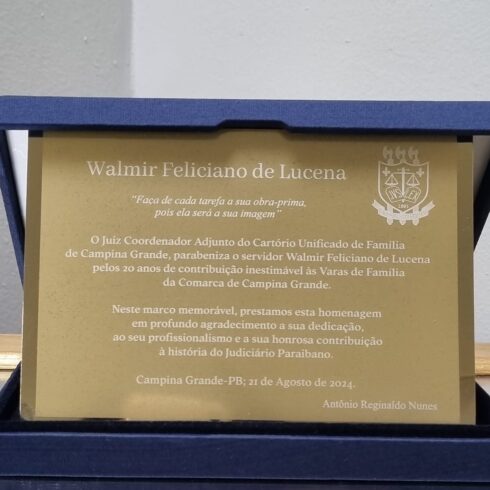 Walmir Feliciano de Lucena
"Faça de cada tarefa a sua obra-prima,
pois ela será a sua imagem"
O Juiz Coordenador Adjunto do Cartório Unificado de Família
de Campina Grande, parabeniza o servidor Walmir Feliciano de Lucena
pelos 20 anos de contribuição inestimável às Varas de Família
da Comarca de Campina Grande.
Neste marco memorável, prestamos esta homenagem
em profundo agradecimento a sua dedicação,
ao seu profissionalismo e a sua honrosa contribuição
à história do Judiciário Paraibano.
Campina Grande-PB; 21 de Agosto de 2024.
Antônio Reginaldo Nunes